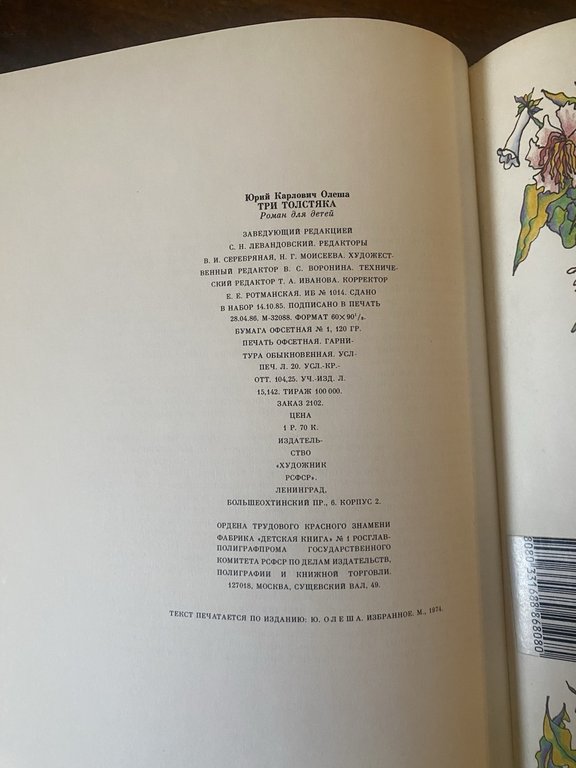 Юрий Карлович Олеша
ТРИ ТОЛСТЯКА
Роман для детей
ЗАВЕДУЮЩИЙ РЕДАКЦИЕЙ
С. Н. ЛЕВАНДОВСКИЙ. РЕДАКТОРЫ
В. И. СЕРЕБРЯНАЯ, Н. Г. МОИСЕЕВА. ХУДОЖЕСТ-
ВЕННЫЙ РЕДАКТОР В. С. ВОРОНИНА. ТЕХНИЧЕ-
СКИЙ РЕДАКТОР Т. А. ИВАНОВА. КОРРЕКТОР
Е. Е. РОТМАНСКАЯ. ИБ № 1014. СДАНО
В НАБОР 14.10.85. ПОДПИСАНО В ПЕЧАТЬ
28.04.86. М-32088. ФОРМАТ 60×90¹/₈.
БУМАГА ОФСЕТНАЯ № 1, 120 ГР.
ПЕЧАТЬ ОФСЕТНАЯ. ГАРНИ-
ТУРА ОБЫКНОВЕННАЯ. УСЛ-
ПЕЧ. Л. 20. УСЛ.-КР.-
ОТТ. 104,25. УЧ.-ИЗД. Л.
15,142. ТИРАЖ 100 000.
ЗАКАЗ 2102.
ЦЕНА
1 Р. 70 К.
ИЗДАТЕЛЬ-
СТВО
«ХУДОЖНИК
РСФСР».
ЛЕНИНГРАД,
БОЛЬШЕОХТИНСКИЙ ПР., 6. КОРПУС 2.
ОРДЕНА ТРУДОВОГО КРАСНОГО ЗНАМЕНИ
ФАБРИКА «ДЕТСКАЯ КНИГА» № 1 РОСГЛАВ-
ПОЛИГРАФПРОМА ГОСУДАРСТВЕННОГО
КОМИТЕТА РСФСР ПО ДЕЛАМ ИЗДАТЕЛЬСТВ,
ПОЛИГРАФИИ И КНИЖНОЙ ТОРГОВЛИ.
127018, МОСКВА, СУЩЕВСКИЙ ВАЛ, 49.
ТЕКСТ ПЕЧАТАЕТСЯ ПО ИЗДАНИЮ: Ю. ОЛЕША. ИЗБРАННОЕ. М., 1974.